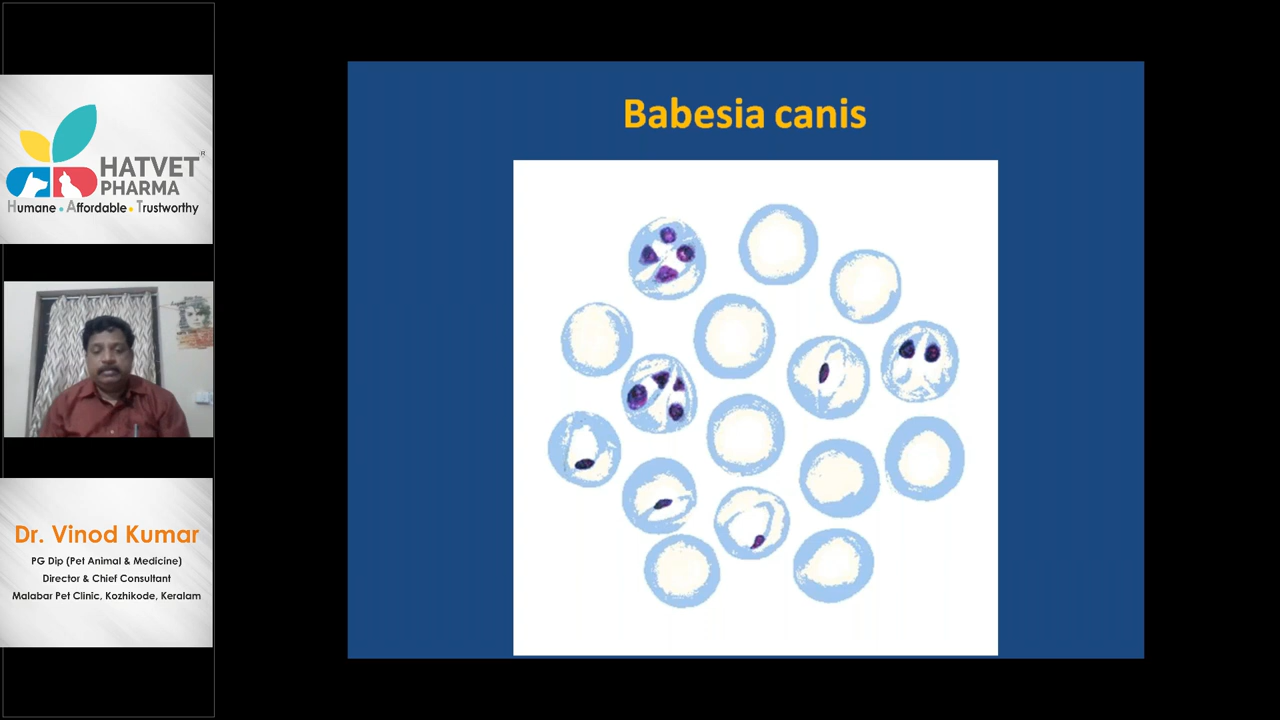 HATVET®
PHARMA
Humane • Affordable • Trustworthy
Dr. Vinod Kumar
PG Dip (Pet Animal & Medicine)
Director & Chief Consultant
Malabar Pet Clinic, Kozhikode, Keralam
Babesia canis